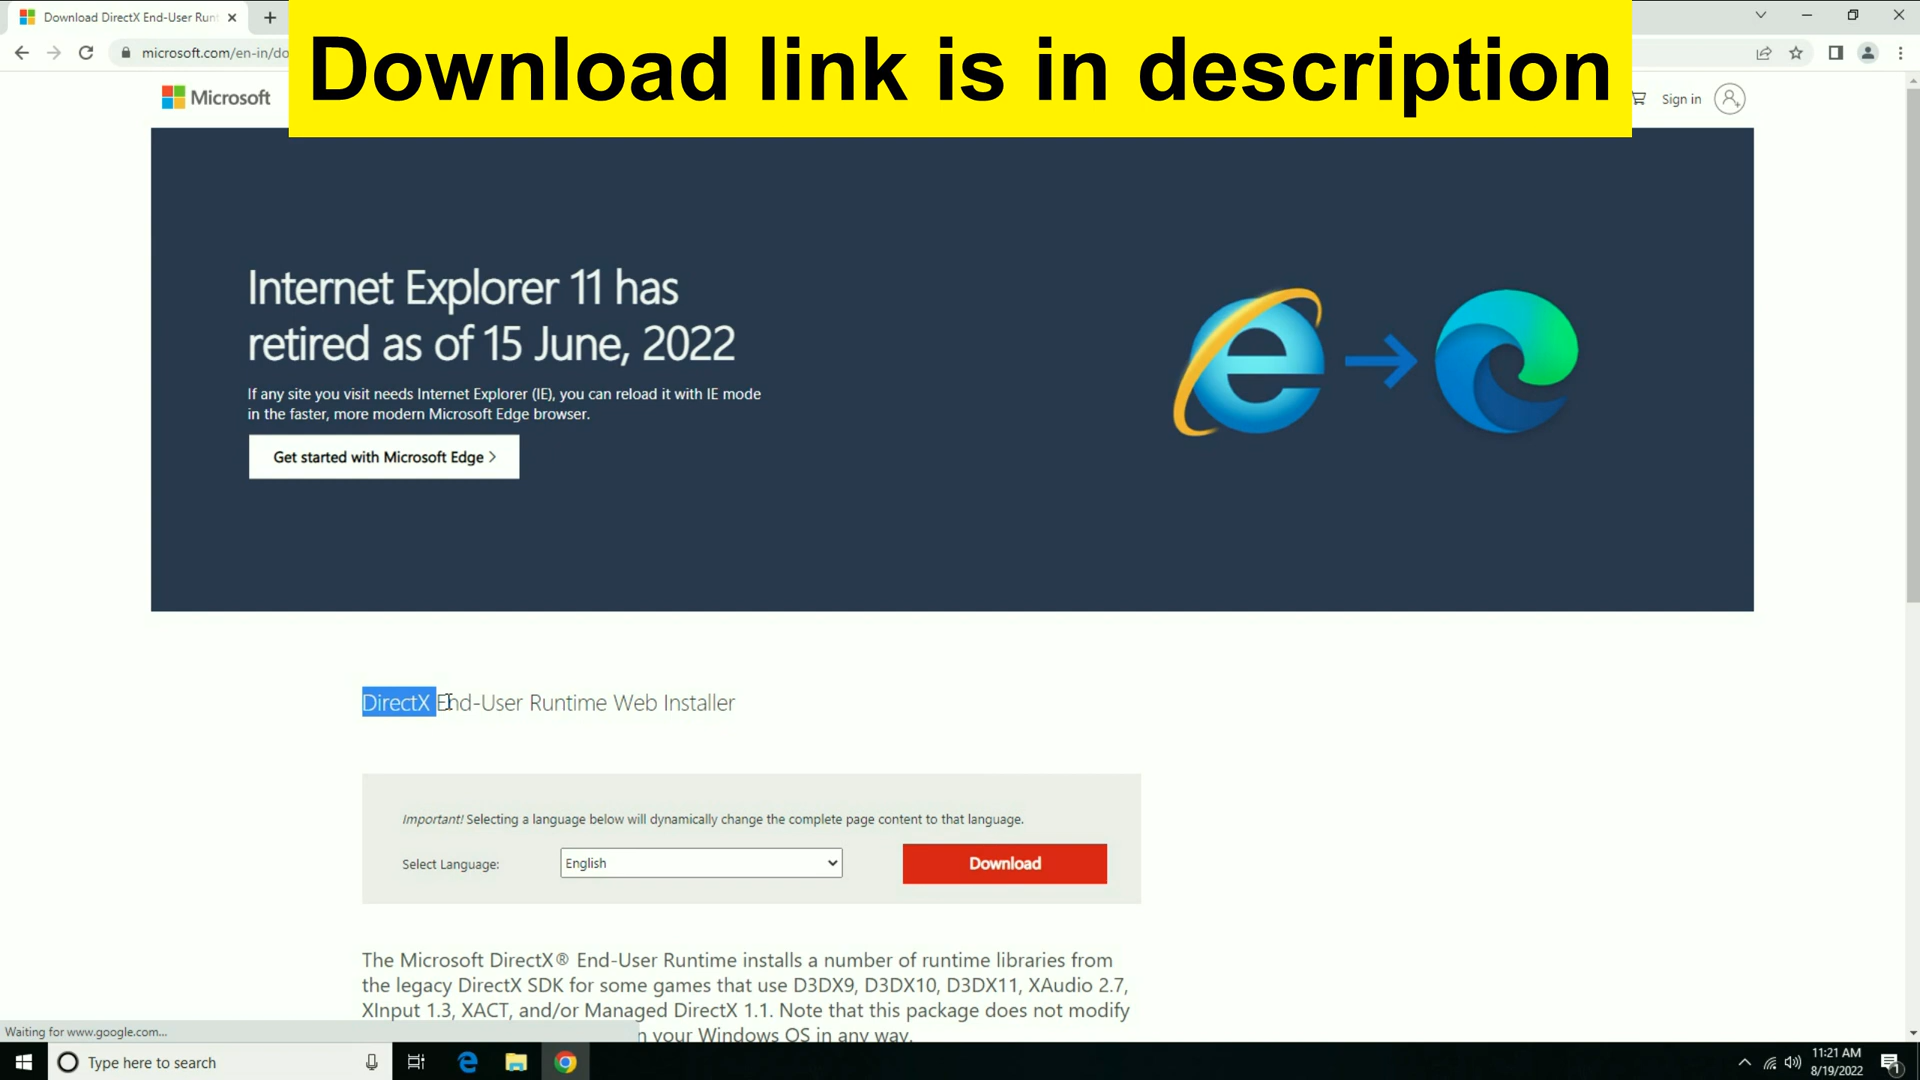 Download DirectX End-User Runt
microsoft.com/en-in/do
Download link is in description
Microsoft
Sign in
Internet Explorer 11 has
retired as of 15 June, 2022
If any site you visit needs Internet Explorer (IE), you can reload it with IE mode
in the faster, more modern Microsoft Edge browser.
Get started with Microsoft Edge >
DirectX End-User Runtime Web Installer
Important! Selecting a language below will dynamically change the complete page content to that language.
Select Language:
English
Download
The Microsoft DirectX® End-User Runtime installs a number of runtime libraries from
the legacy DirectX SDK for some games that use D3DX9, D3DX10, D3DX11, XAudio 2.7,
XInput 1.3, XACT, and/or Managed DirectX 1.1. Note that this package does not modify
n your Windows OS in any way.
Waiting for www.google.com...
Type here to search
11:21 AM
8/19/2022
1